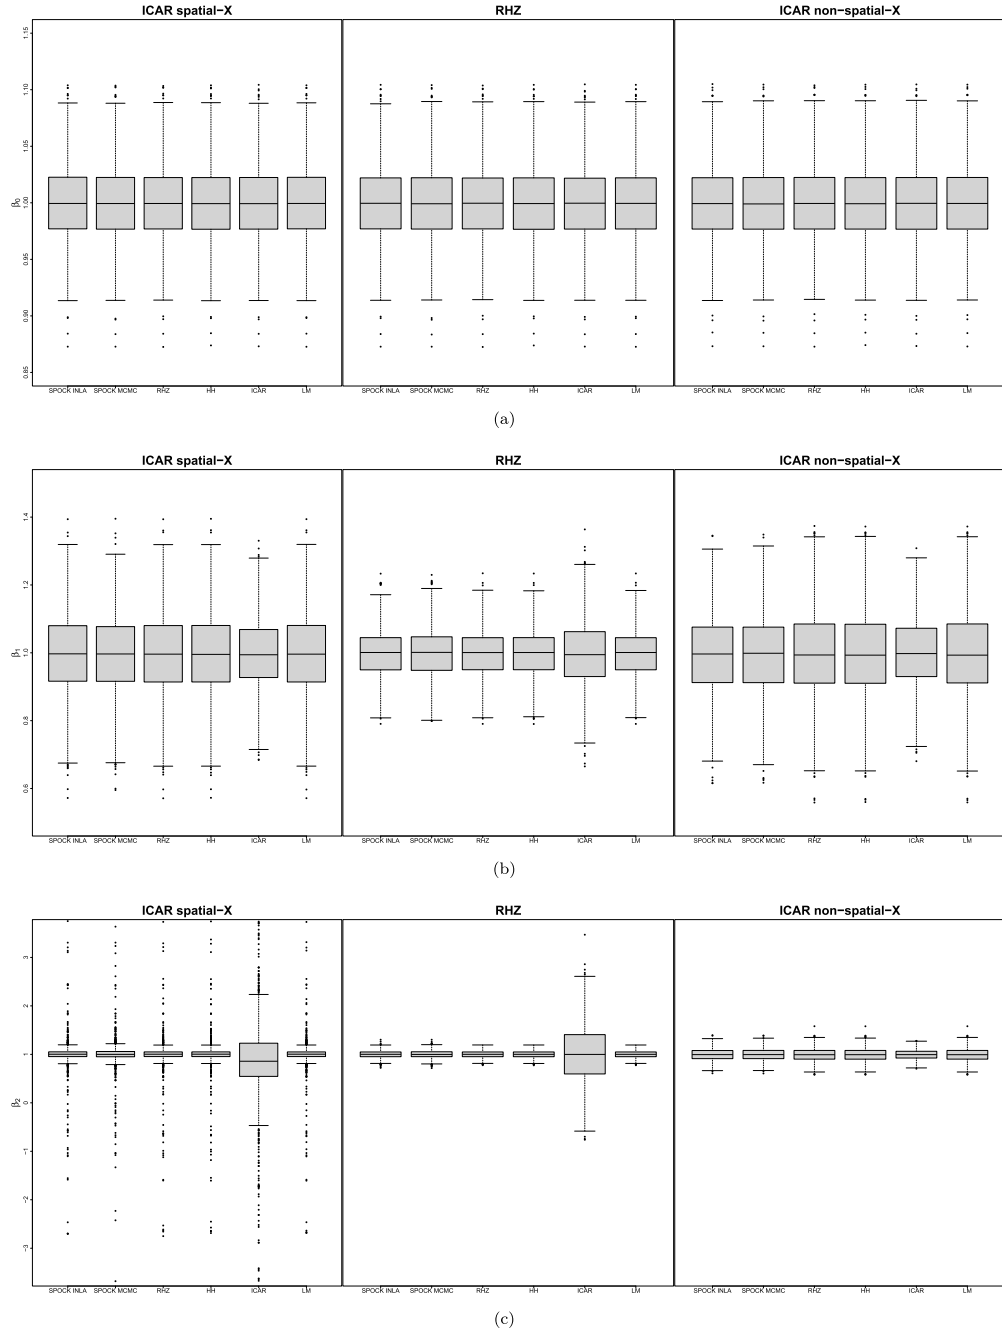 ICAR spatial−X RHZ ICAR non−spatial−X
β0
0.85 0.90 0.95 1.00 1.05 1.10 1.15
SPOCK INLA SPOCK MCMC RHZ HH ICAR LM SPOCK INLA SPOCK MCMC RHZ HH ICAR LM SPOCK INLA SPOCK MCMC RHZ HH ICAR LM
(a)
ICAR spatial−X RHZ ICAR non−spatial−X
β1
0.6 0.8 1.0 1.2 1.4
SPOCK INLA SPOCK MCMC RHZ HH ICAR LM SPOCK INLA SPOCK MCMC RHZ HH ICAR LM SPOCK INLA SPOCK MCMC RHZ HH ICAR LM
(b)
ICAR spatial−X RHZ ICAR non−spatial−X
β2
−3 −2 −1 0 1 2 3
SPOCK INLA SPOCK MCMC RHZ HH ICAR LM SPOCK INLA SPOCK MCMC RHZ HH ICAR LM SPOCK INLA SPOCK MCMC RHZ HH ICAR LM
(c)